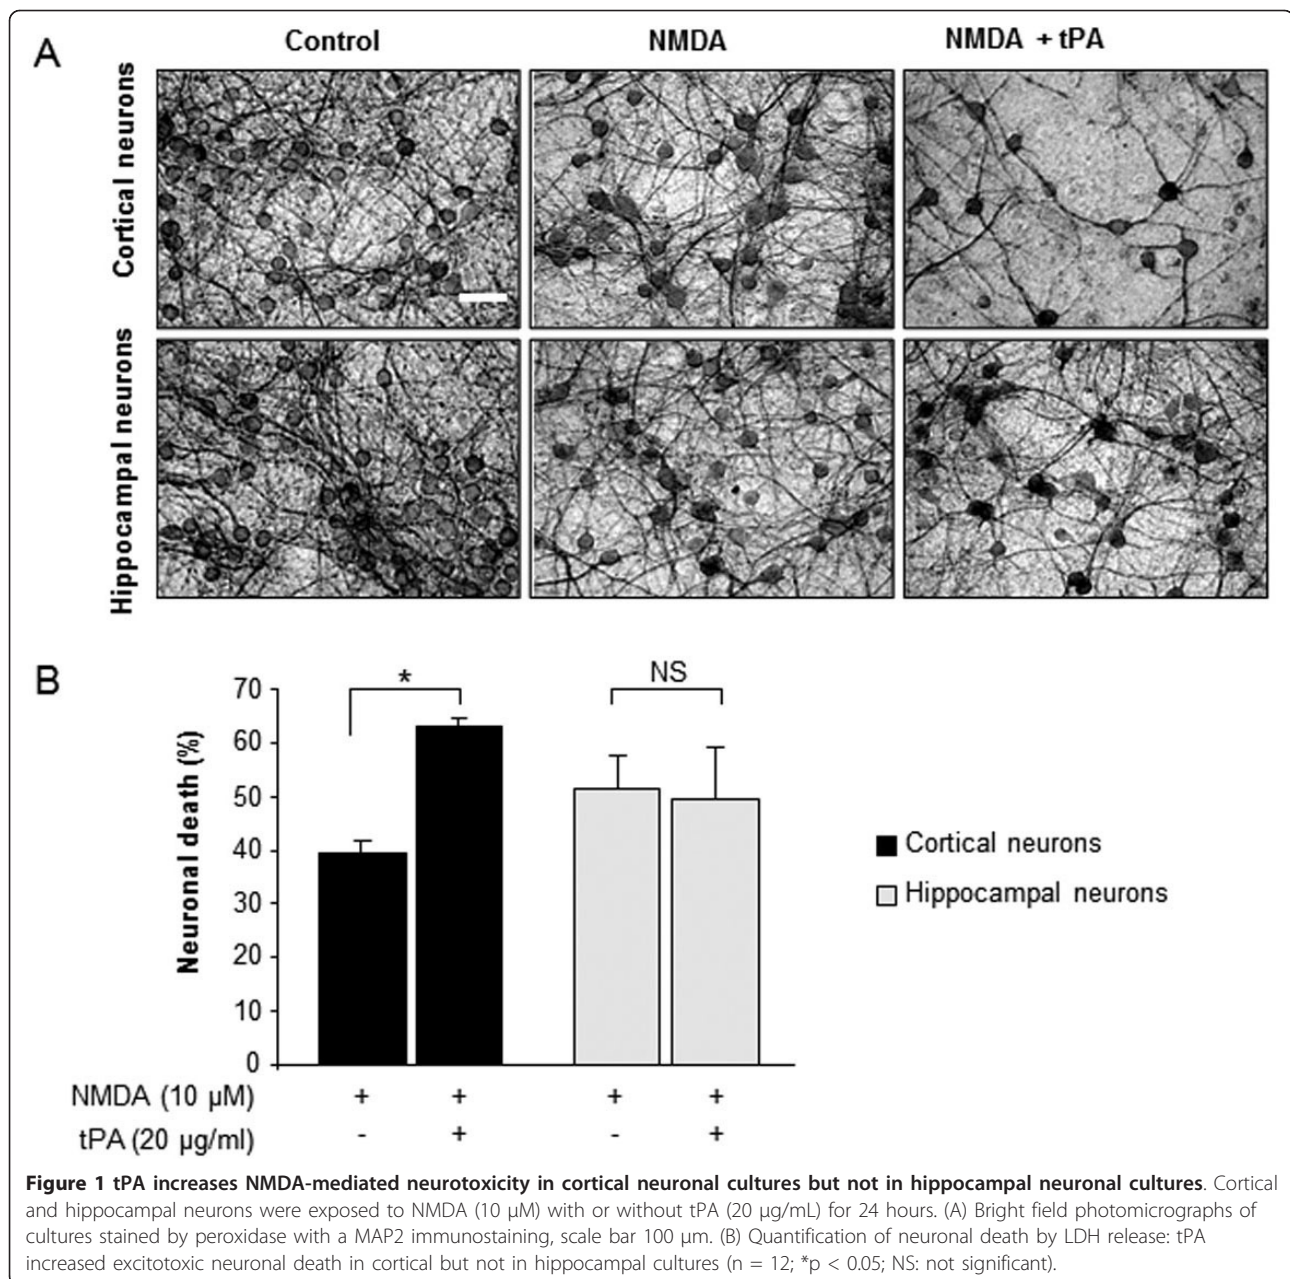 A
Control
NMDA
NMDA + tPA
Cortical neurons
Hippocampal neurons
B
Neuronal death (%)
70
60
50
40
30
20
10
0
*
NS
Cortical neurons
Hippocampal neurons
NMDA (10 µM) + + + +
tPA (20 µg/ml) - + - +
Figure 1 tPA increases NMDA-mediated neurotoxicity in cortical neuronal cultures but not in hippocampal neuronal cultures. Cortical
and hippocampal neurons were exposed to NMDA (10 µM) with or without tPA (20 µg/mL) for 24 hours. (A) Bright field photomicrographs of
cultures stained by peroxidase with a MAP2 immunostaining, scale bar 100 µm. (B) Quantification of neuronal death by LDH release: tPA
increased excitotoxic neuronal death in cortical but not in hippocampal cultures (n = 12; *p < 0.05; NS: not significant).